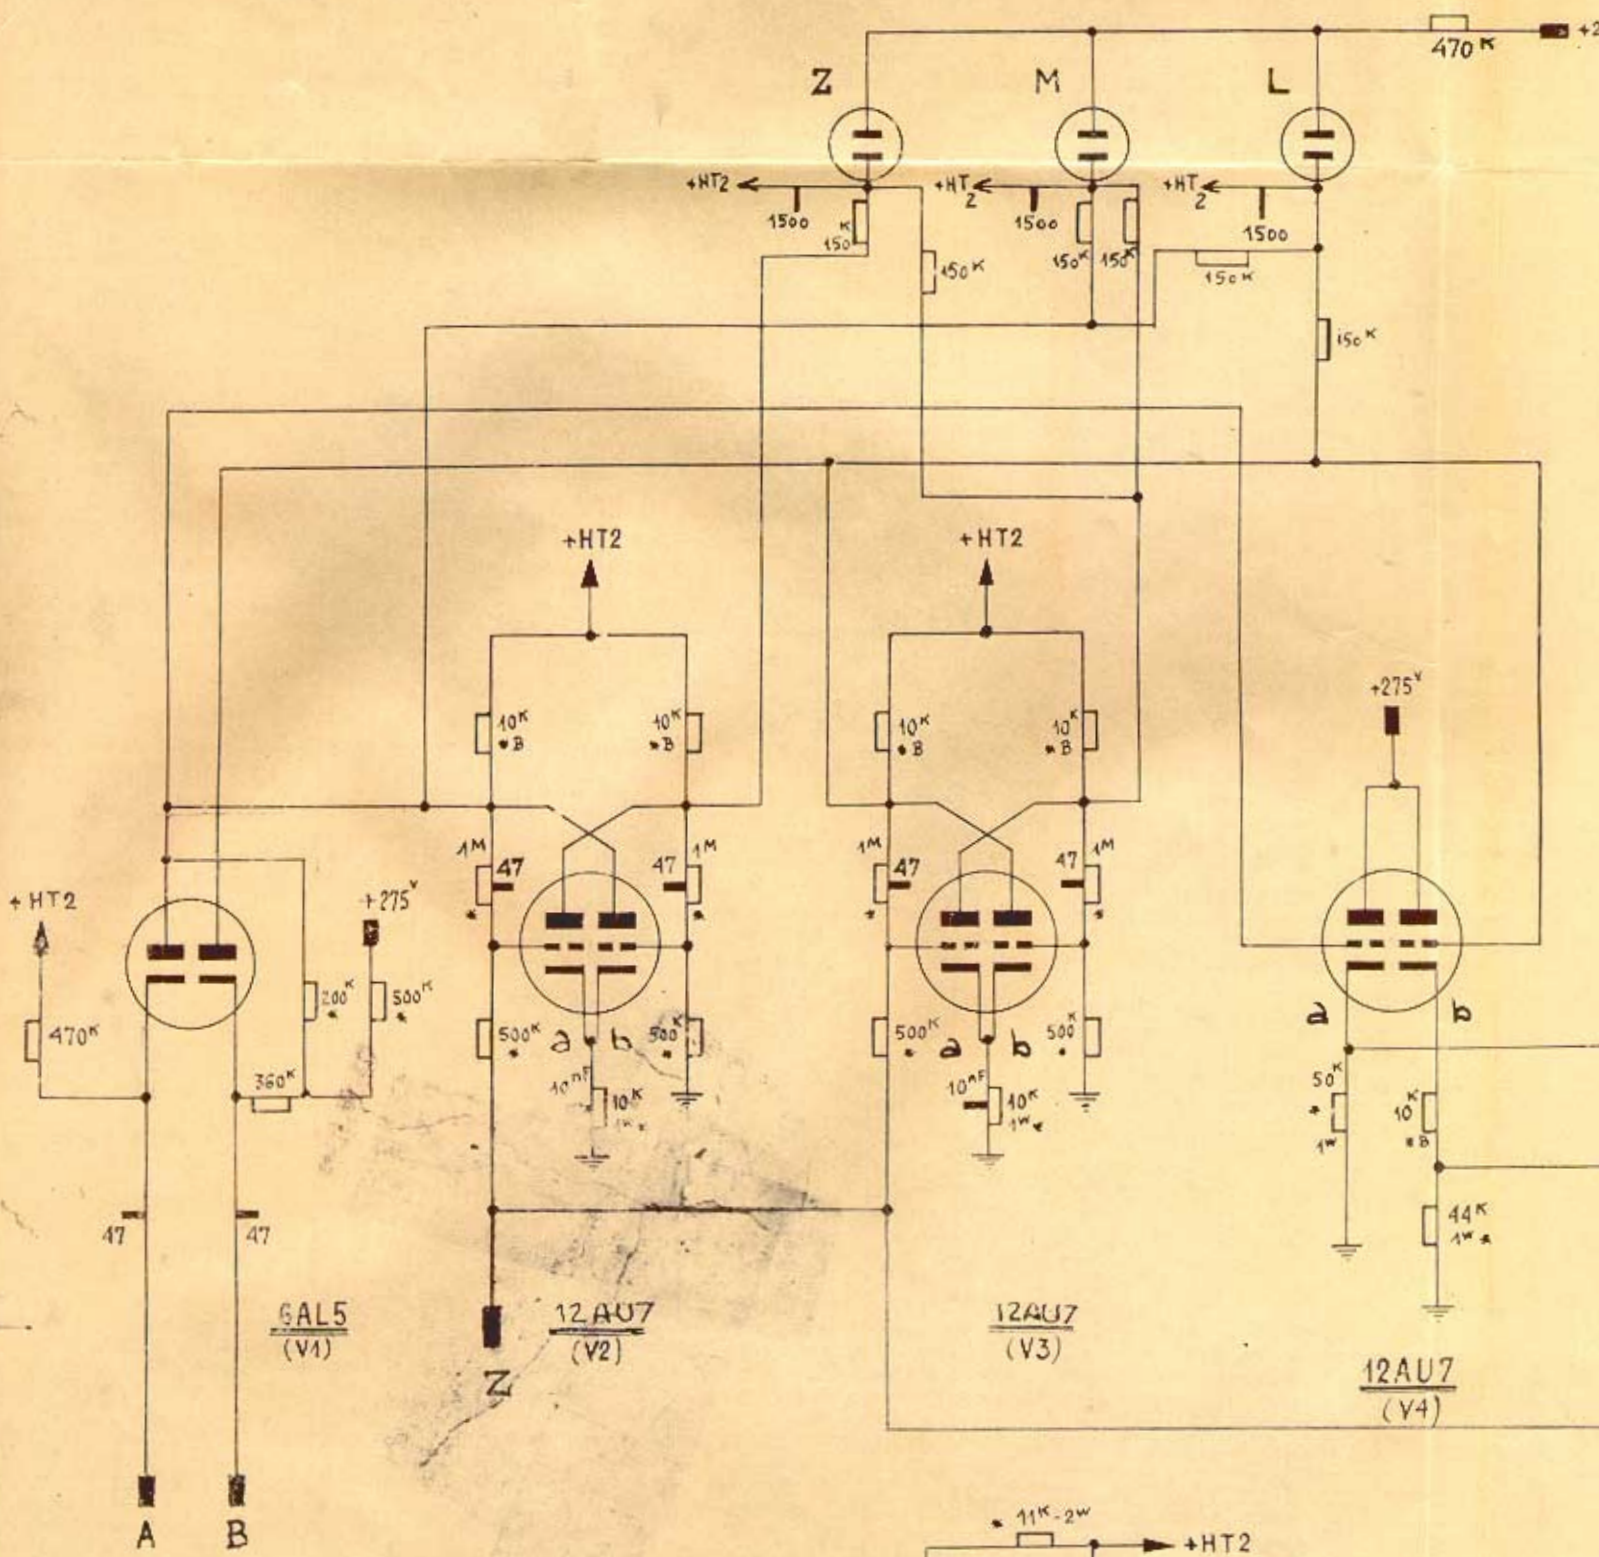 470K +2
Z M L
+HT2 +HT2 +HT2
1500 1500 1500
150K 150K 150K 150K
150K
150K
+HT2 +HT2
+275V
10K 10K 10K 10K
*B *B *B *B
1M 47 47 1M 1M 47 47 1M
* * * *
+HT2 +275V
200K 500K
* *
470K
360K
500K a b 500K 500K a b 500
* * * *
10nF 10K 10nF 10K
1W* 1W*
a b
50K 10K
* *B
1W
44K
1W*
47 47
6AL5 12AU7 12AU7
(V1) (V2) (V3)
Z
12AU7
(V4)
A B
* 11K-2W
+HT2